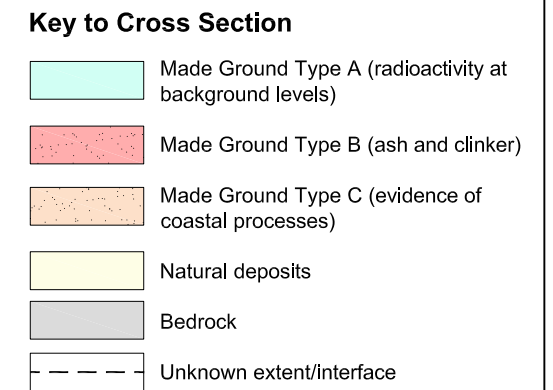 Key to Cross Section
Made Ground Type A (radioactivity at
background levels)
Made Ground Type B (ash and clinker)
Made Ground Type C (evidence of
coastal processes)
Natural deposits
Bedrock
Unknown extent/interface